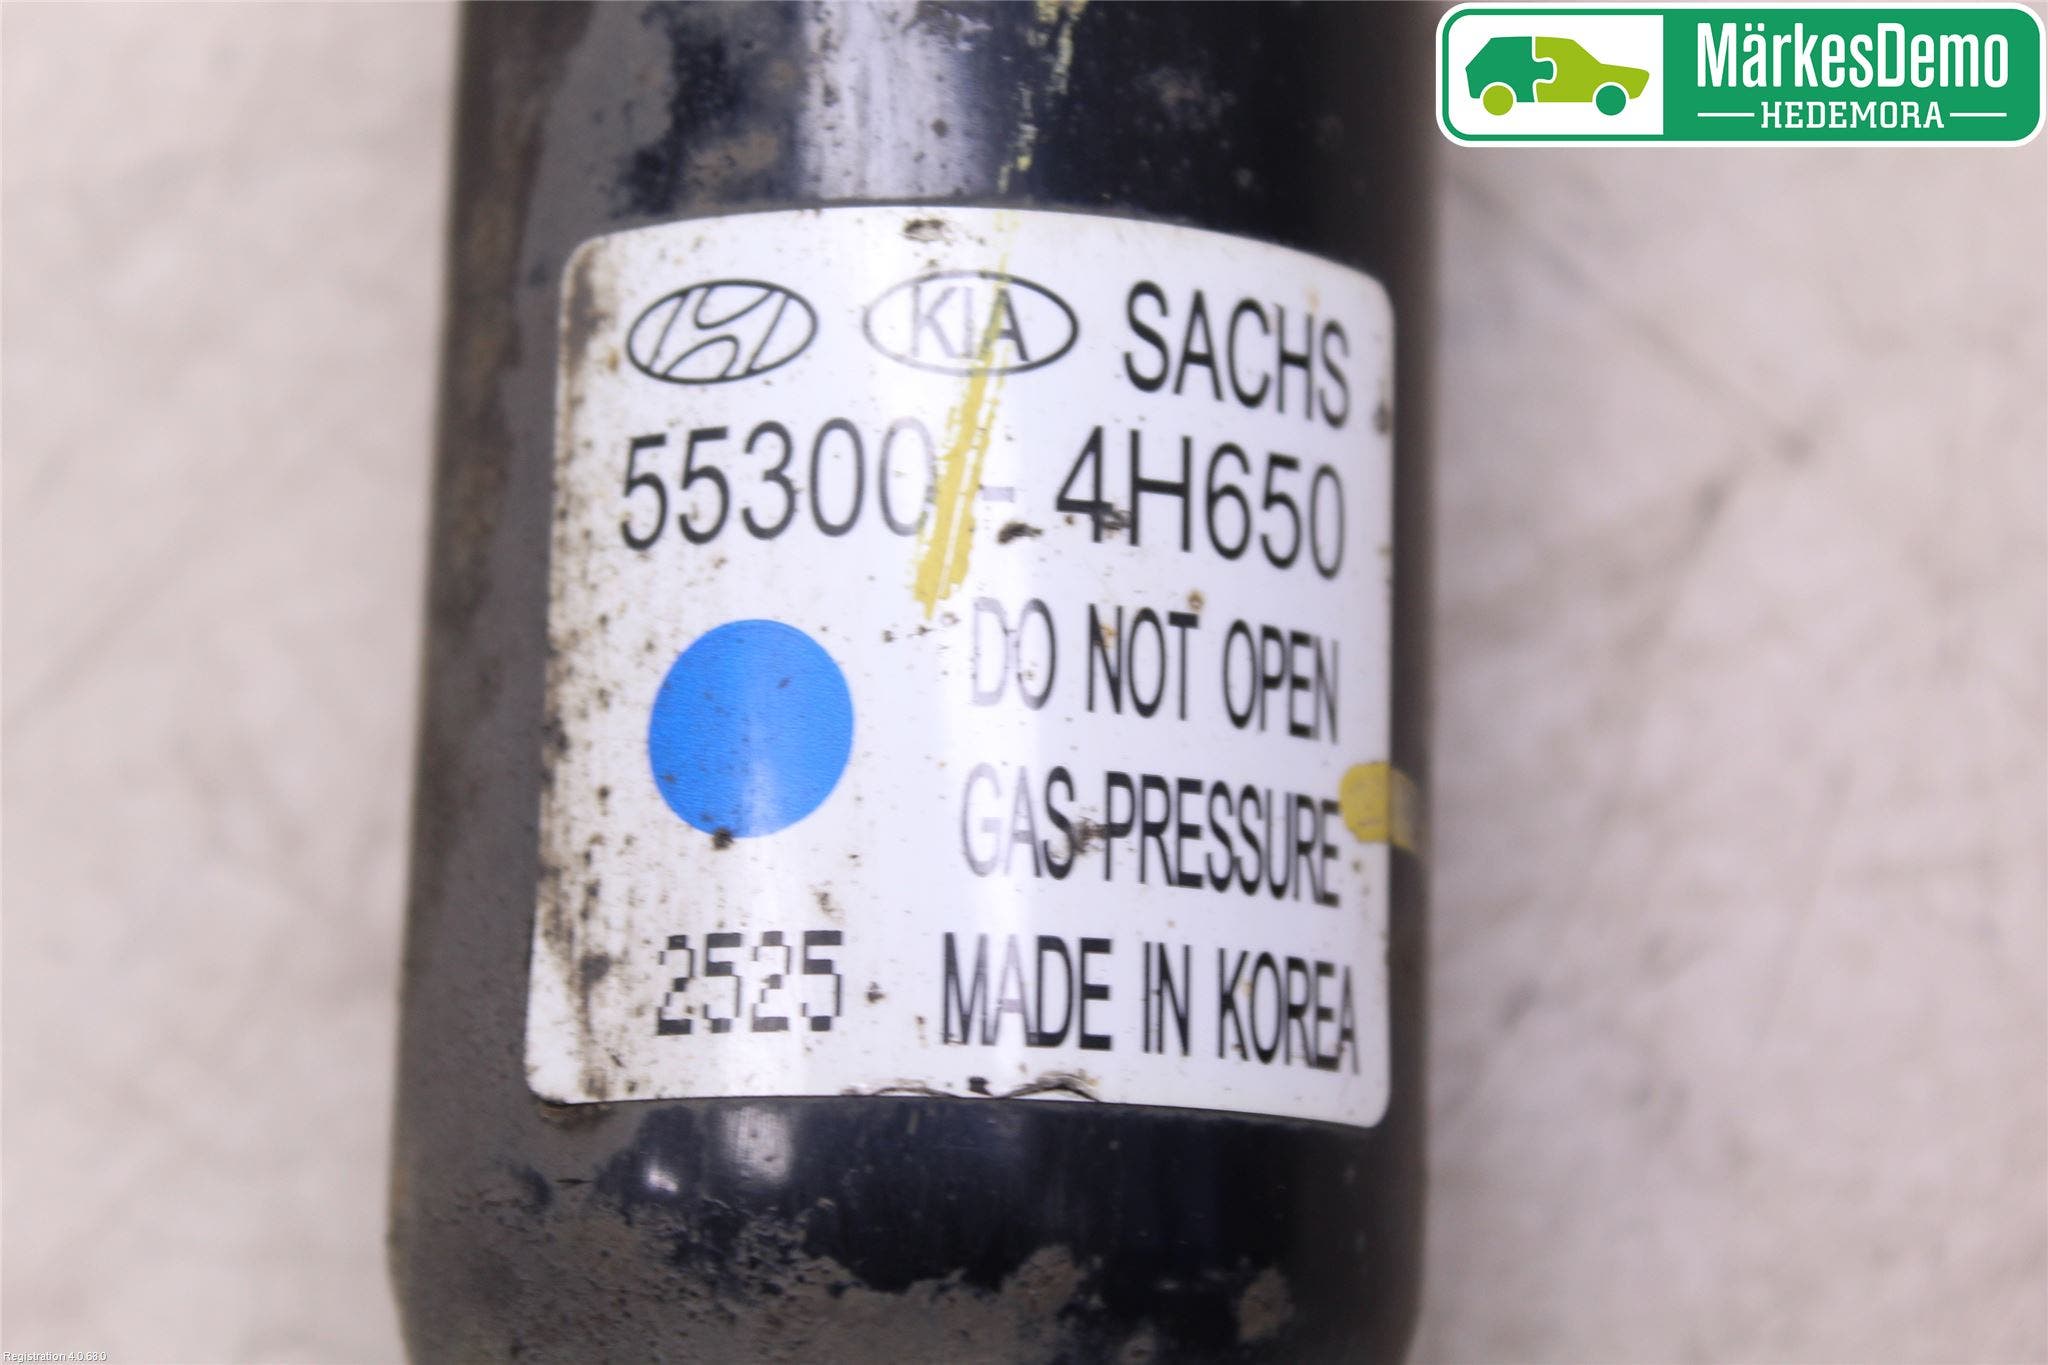 MärkesDemo
HEDEMORA
KIA SACHS
55300 - 4H650
DO NOT OPEN
GAS PRESSURE
2525 MADE IN KOREA
Registration 4.0.68.0